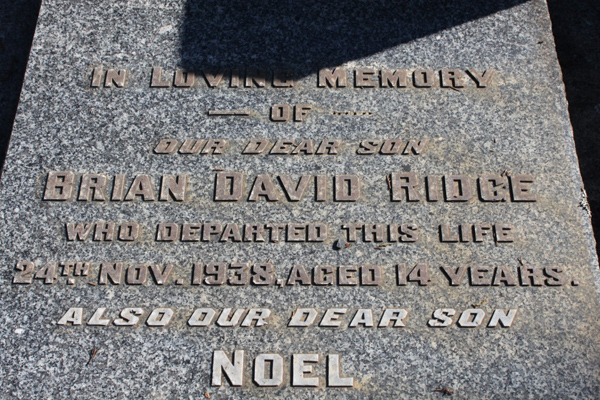 IN LOVING MEMORY
— OF —
OUR DEAR SON
BRIAN DAVID RIDGE
WHO DEPARTED THIS LIFE
24TH NOV. 1938, AGED 14 YEARS.
ALSO OUR DEAR SON
NOEL